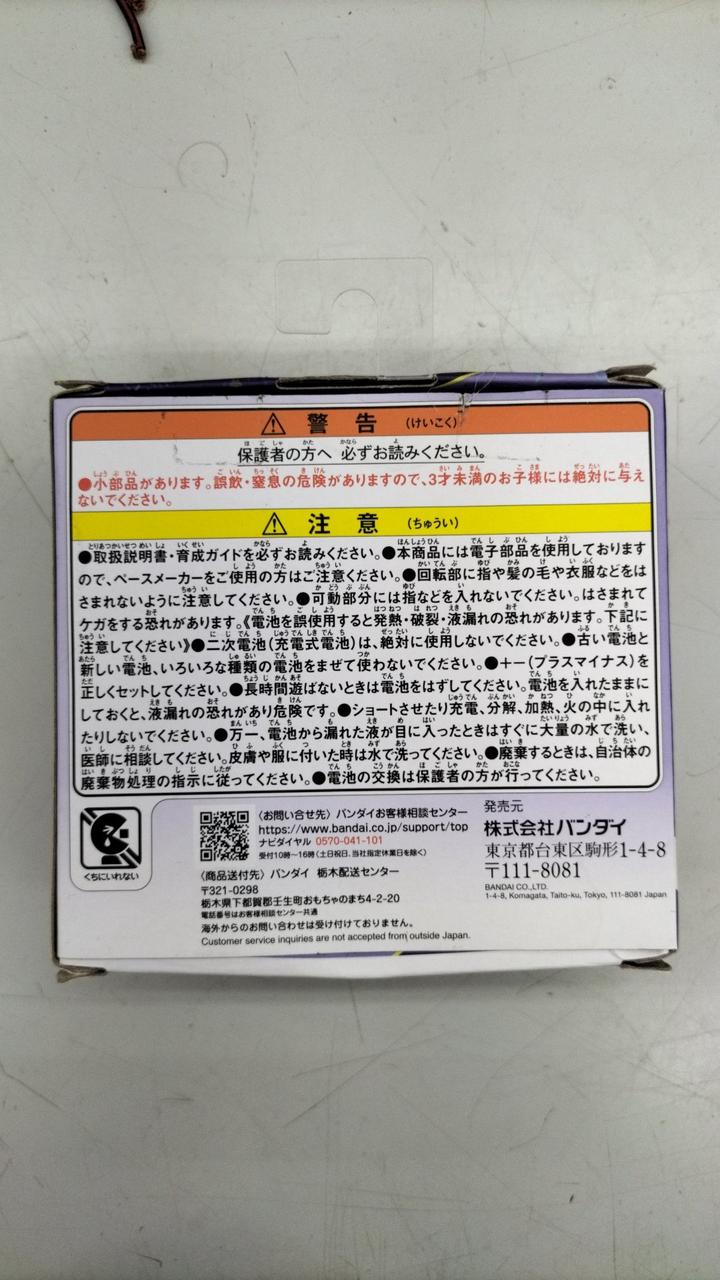 ⚠ 警告 (けいこく)
保護者の方へ 必ずお読みください。
●小部品があります。誤飲・窒息の危険がありますので、3才未満のお子様には絶対に与え
ないでください。
⚠ 注意 (ちゅうい)
●取扱説明書・育成ガイドを必ずお読みください。●本商品には電子部品を使用しております
ので、ペースメーカーをご使用の方はご注意ください。●回転部に指や髪の毛や衣服などをは
さまれないように注意してください。●可動部分には指などを入れないでください。はさまれて
ケガをする恐れがあります。《電池を誤使用すると発熱・破裂・液漏れの恐れがあります。下記に
注意してください》●二次電池(充電式電池)は、絶対に使用しないでください。●古い電池と
新しい電池、いろいろな種類の電池をまぜて使わないでください。●+-(プラスマイナス)を
正しくセットしてください。●長時間遊ばないときは電池をはずしてください。電池を入れたままに
しておくと、液漏れの恐れがあり危険です。●ショートさせたり充電、分解、加熱、火の中に入れ
たりしないでください。●万一、電池から漏れた液が目に入ったときはすぐに大量の水で洗い、
医師に相談してください。皮膚や服に付いた時は水で洗ってください。●廃棄するときは、自治体の
廃棄物処理の指示に従ってください。●電池の交換は保護者の方が行ってください。
くちにいれない
〈お問い合せ先〉バンダイお客様相談センター
https://www.bandai.co.jp/support/top
ナビダイヤル 0570-041-101
受付10時~16時(土日祝日、当社指定休業日を除く)
〈商品送付先〉バンダイ 栃木配送センター
〒321-0298
栃木県下都賀郡壬生町おもちゃのまち4-2-20
電話番号はお客様相談センター共通
海外からのお問い合わせは受け付けておりません。
Customer service inquiries are not accepted from outside Japan.
発売元
株式会社バンダイ
東京都台東区駒形1-4-8
〒111-8081
BANDAI CO.,LTD.
1-4-8, Komagata, Taito-ku, Tokyo, 111-8081 Japan